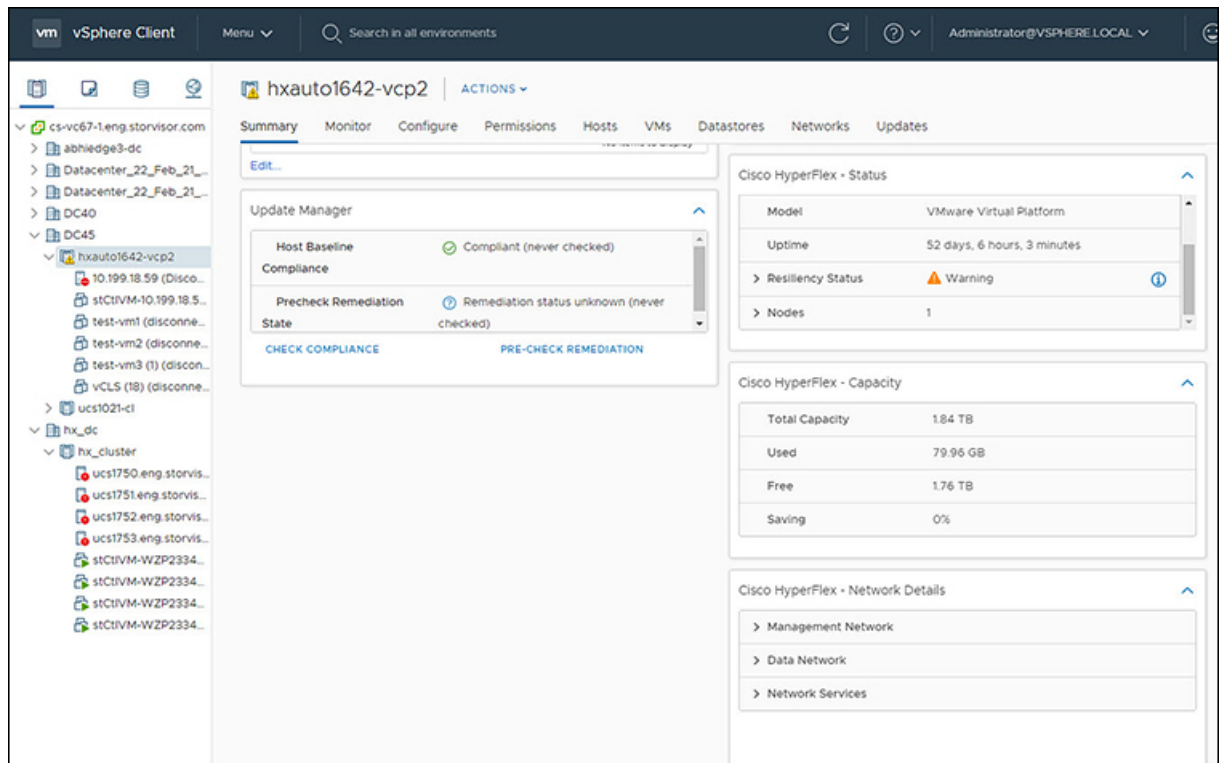 vm vSphere Client Menu Search in all environments Administrator@VSPHERE.LOCAL
cs-vc67-1.eng.storvisor.com
abhiedge3-dc
Datacenter_22_Feb_21_...
Datacenter_22_Feb_21_...
DC40
DC45
hxauto1642-vcp2
10.199.18.59 (Disco...
stCtlVM-10.199.18.5...
test-vm1 (disconne...
test-vm2 (disconne...
test-vm3 (1) (discon...
vCLS (18) (disconne...
ucs1021-cl
hx_dc
hx_cluster
ucs1750.eng.storvis...
ucs1751.eng.storvis...
ucs1752.eng.storvis...
ucs1753.eng.storvis...
stCtlVM-WZP2334...
stCtlVM-WZP2334...
stCtlVM-WZP2334...
stCtlVM-WZP2334...
hxauto1642-vcp2 ACTIONS
Summary Monitor Configure Permissions Hosts VMs Datastores Networks Updates
Edit...
Update Manager
Host Baseline Compliant (never checked)
Compliance
Precheck Remediation Remediation status unknown (never
State checked)
CHECK COMPLIANCE PRE-CHECK REMEDIATION
Cisco HyperFlex - Status
Model VMware Virtual Platform
Uptime 52 days, 6 hours, 3 minutes
Resiliency Status Warning
Nodes 1
Cisco HyperFlex - Capacity
Total Capacity 1.84 TB
Used 79.96 GB
Free 1.76 TB
Saving 0%
Cisco HyperFlex - Network Details
Management Network
Data Network
Network Services